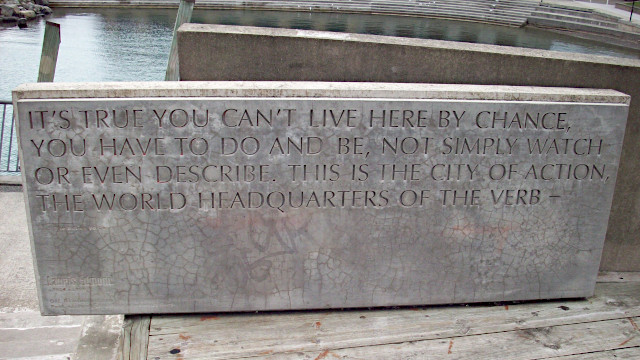 IT'S TRUE YOU CAN'T LIVE HERE BY CHANCE,
YOU HAVE TO DO AND BE, NOT SIMPLY WATCH
OR EVEN DESCRIBE. THIS IS THE CITY OF ACTION,
THE WORLD HEADQUARTERS OF THE VERB –